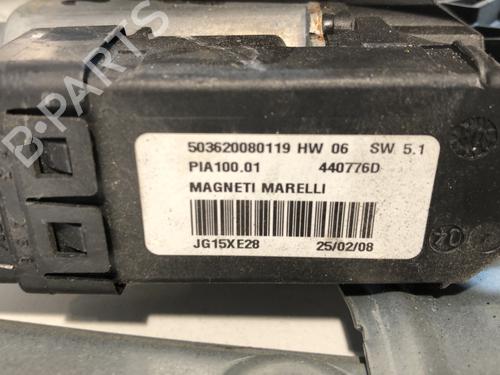 B-PARTS
503620080119 HW 06 SW 5.1
PIA100.01 440776D
MAGNETI MARELLI
JG15XE28 25/02/08